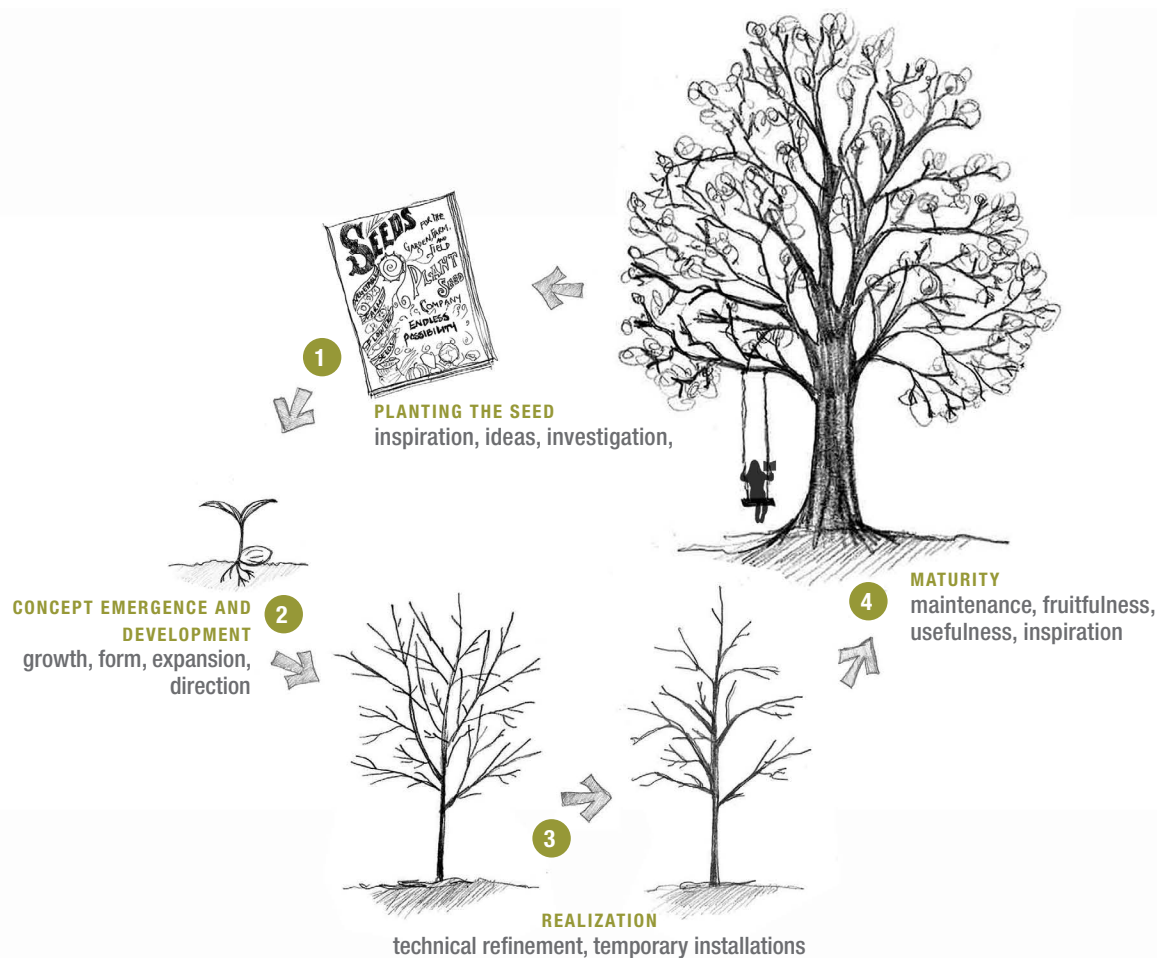 SEEDS FOR THE
GARDEN, FARM,
AND
FIELD
PLANT
SEED
COMPANY
ENDLESS
POSSIBILITY
1
PLANTING THE SEED
inspiration, ideas, investigation,
CONCEPT EMERGENCE AND
DEVELOPMENT
2
growth, form, expansion,
direction
3
REALIZATION
technical refinement, temporary installations
4
MATURITY
maintenance, fruitfulness,
usefulness, inspiration